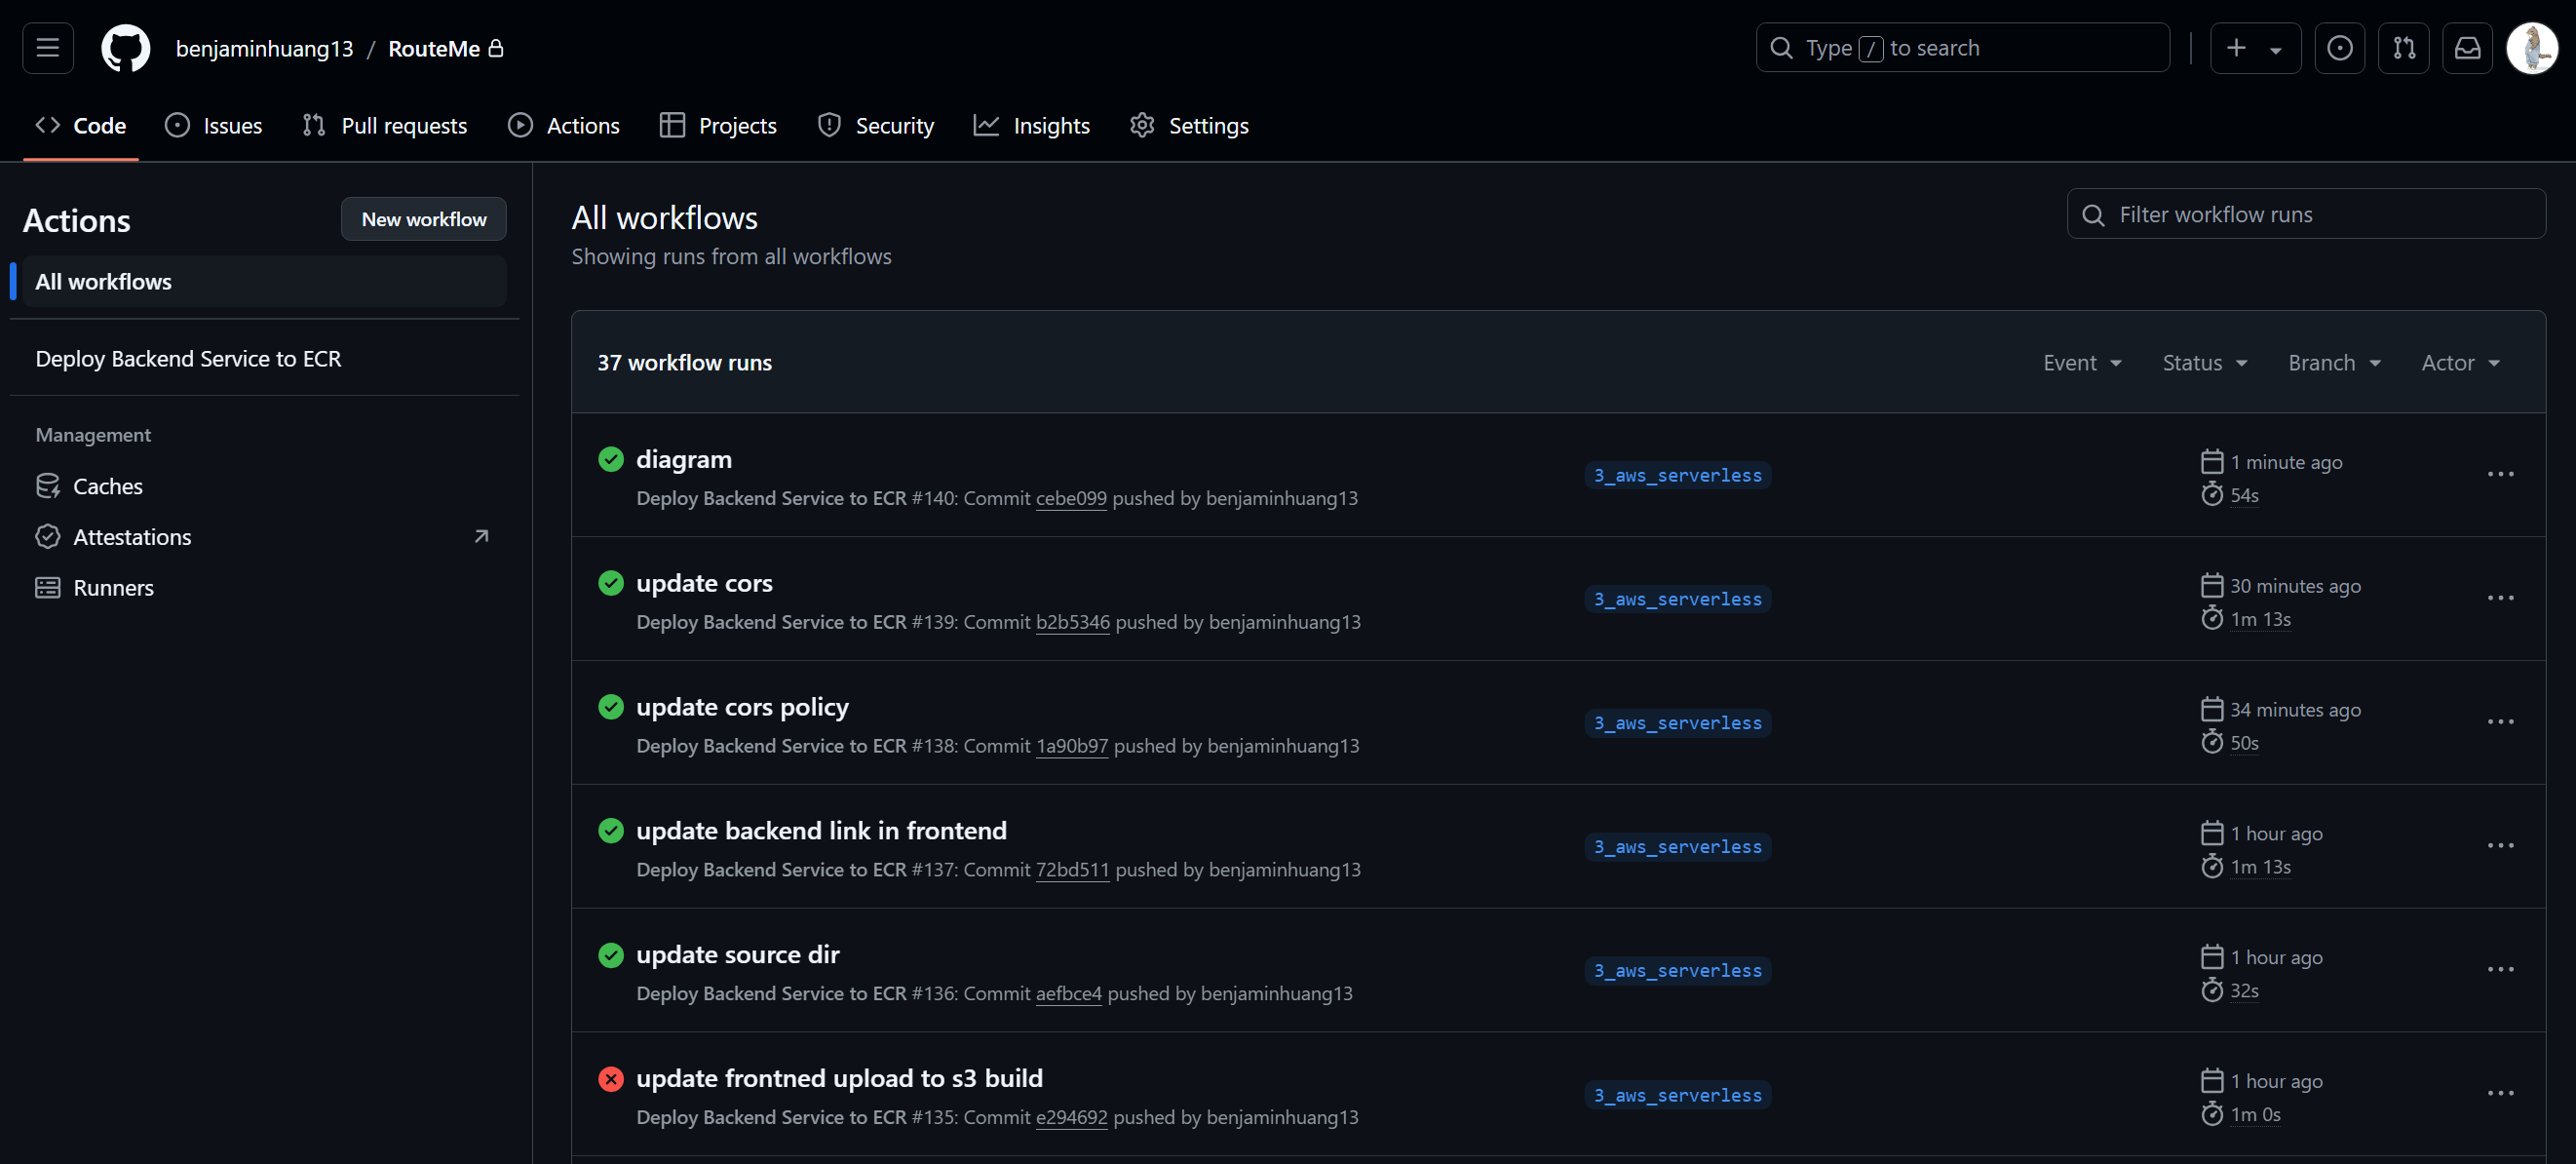 benjaminhuang13 / RouteMe
Type / to search
Code Issues Pull requests Actions Projects Security Insights Settings
Actions
New workflow
All workflows
Deploy Backend Service to ECR
Management
Caches
Attestations
Runners
All workflows
Showing runs from all workflows
Filter workflow runs
37 workflow runs
Event Status Branch Actor
diagram
Deploy Backend Service to ECR #140: Commit cebe099 pushed by benjaminhuang13
3_aws_serverless
1 minute ago
54s
update cors
Deploy Backend Service to ECR #139: Commit b2b5346 pushed by benjaminhuang13
3_aws_serverless
30 minutes ago
1m 13s
update cors policy
Deploy Backend Service to ECR #138: Commit 1a90b97 pushed by benjaminhuang13
3_aws_serverless
34 minutes ago
50s
update backend link in frontend
Deploy Backend Service to ECR #137: Commit 72bd511 pushed by benjaminhuang13
3_aws_serverless
1 hour ago
1m 13s
update source dir
Deploy Backend Service to ECR #136: Commit aefbce4 pushed by benjaminhuang13
3_aws_serverless
1 hour ago
32s
update frontned upload to s3 build
Deploy Backend Service to ECR #135: Commit e294692 pushed by benjaminhuang13
3_aws_serverless
1 hour ago
1m 0s